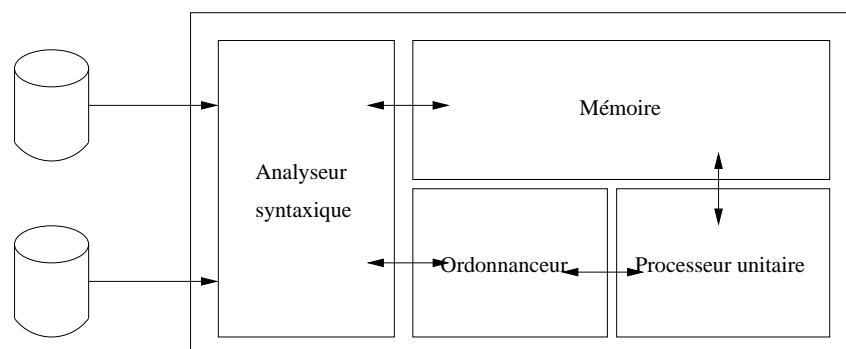 Mémoire
Analyseur
syntaxique
Ordonnanceur
Processeur unitaire